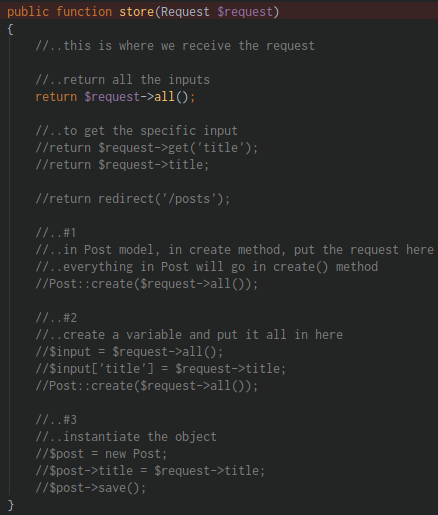 public function store(Request $request)
{
//..this is where we receive the request
//..return all the inputs
return $request->all();
//..to get the specific input
//return $request->get('title');
//return $request->title;
//return redirect('/posts');
//..#1
//..in Post model, in create method, put the request here
//..everything in Post will go in create() method
//Post::create($request->all());
//..#2
//..create a variable and put it all in here
//$input = $request->all();
//$input['title'] = $request->title;
//Post::create($request->all());
//..#3
//..instantiate the object
//$post = new Post;
//$post->title = $request->title;
//$post->save();
}